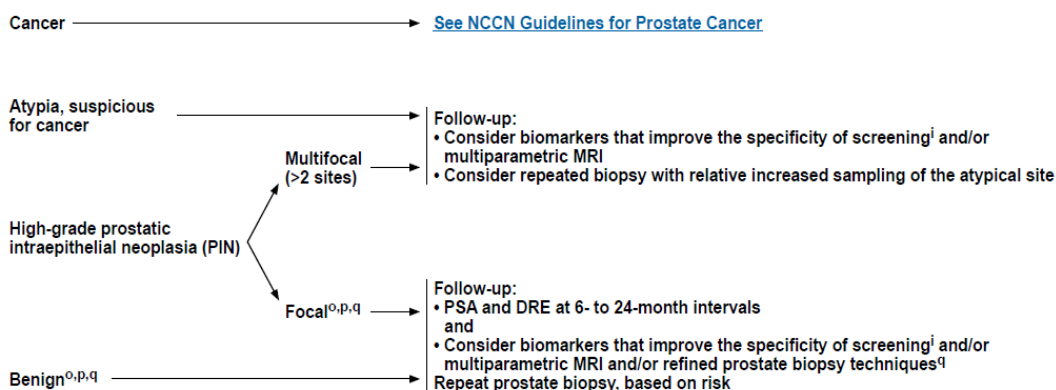 Cancer
See NCCN Guidelines for Prostate Cancer
Atypia, suspicious
for cancer
Follow-up:
• Consider biomarkers that improve the specificity of screeningⁱ and/or
multiparametric MRI
• Consider repeated biopsy with relative increased sampling of the atypical site
Multifocal
(>2 sites)
High-grade prostatic
intraepithelial neoplasia (PIN)
Focalo,p,q
Follow-up:
• PSA and DRE at 6- to 24-month intervals
and
• Consider biomarkers that improve the specificity of screeningⁱ and/or
multiparametric MRI and/or refined prostate biopsy techniquesq
Repeat prostate biopsy, based on risk
Benigno,p,q